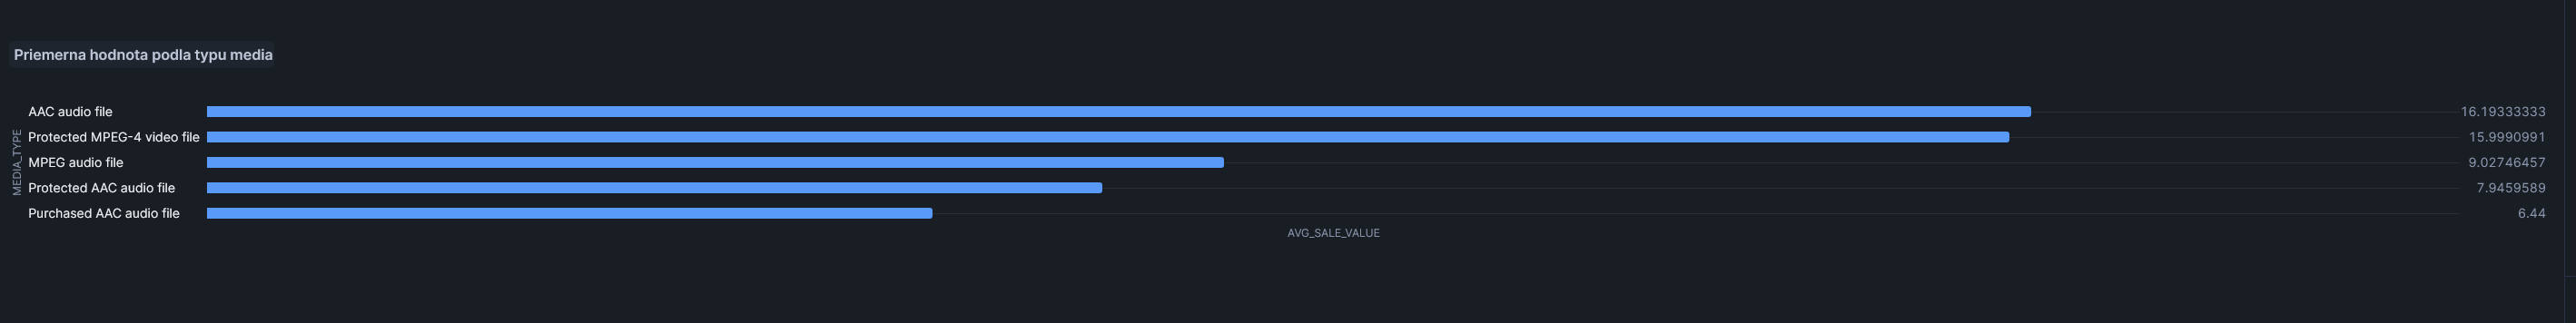 Priemerna hodnota podla typu media
MEDIA_TYPE
AAC audio file 16.19333333
Protected MPEG-4 video file 15.9990991
MPEG audio file 9.02746457
Protected AAC audio file 7.9459589
Purchased AAC audio file 6.44
AVG_SALE_VALUE